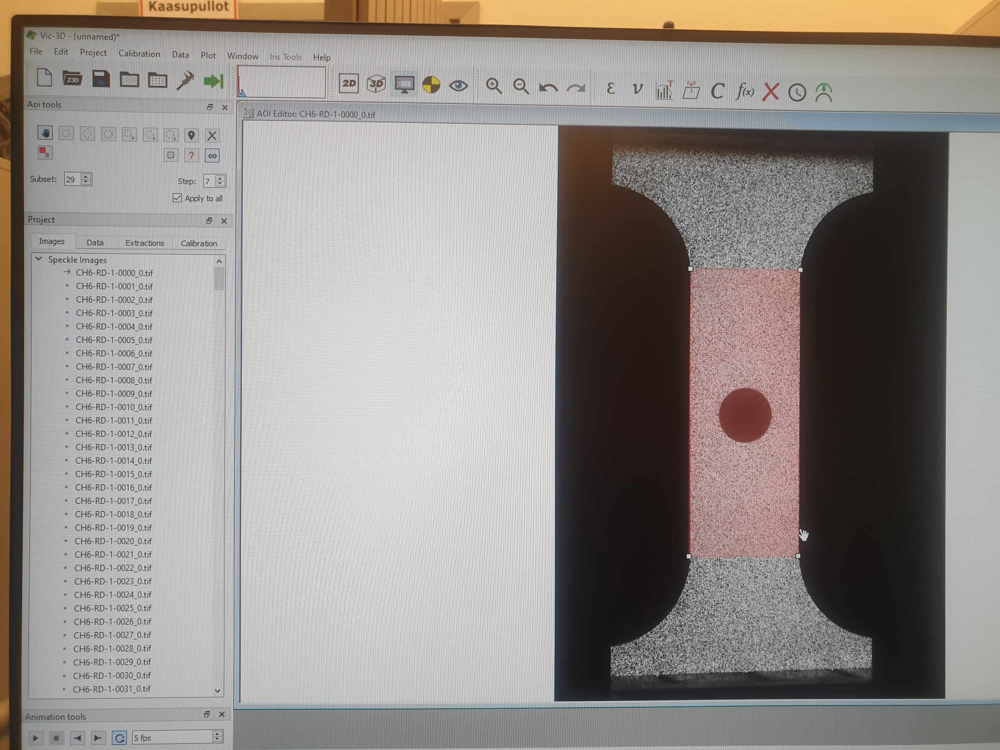 Kaasupullot
Vic-3D - (unnamed)*
File Edit Project Calibration Data Plot Window Iris Tools Help
Z3D 2D 3D ε ν T C f(x)
Aoi tools
AOI Editor: CH6-RD-1-0000_0.tif
?
Subset: 29 Step: 7
Apply to all
Project
Images Data Extractions Calibration
Speckle Images
CH6-RD-1-0000_0.tif
CH6-RD-1-0001_0.tif
CH6-RD-1-0002_0.tif
CH6-RD-1-0003_0.tif
CH6-RD-1-0004_0.tif
CH6-RD-1-0005_0.tif
CH6-RD-1-0006_0.tif
CH6-RD-1-0007_0.tif
CH6-RD-1-0008_0.tif
CH6-RD-1-0009_0.tif
CH6-RD-1-0010_0.tif
CH6-RD-1-0011_0.tif
CH6-RD-1-0012_0.tif
CH6-RD-1-0013_0.tif
CH6-RD-1-0014_0.tif
CH6-RD-1-0015_0.tif
CH6-RD-1-0016_0.tif
CH6-RD-1-0017_0.tif
CH6-RD-1-0018_0.tif
CH6-RD-1-0019_0.tif
CH6-RD-1-0020_0.tif
CH6-RD-1-0021_0.tif
CH6-RD-1-0022_0.tif
CH6-RD-1-0023_0.tif
CH6-RD-1-0024_0.tif
CH6-RD-1-0025_0.tif
CH6-RD-1-0026_0.tif
CH6-RD-1-0027_0.tif
CH6-RD-1-0028_0.tif
CH6-RD-1-0029_0.tif
CH6-RD-1-0030_0.tif
CH6-RD-1-0031_0.tif
Animation tools
5 fps